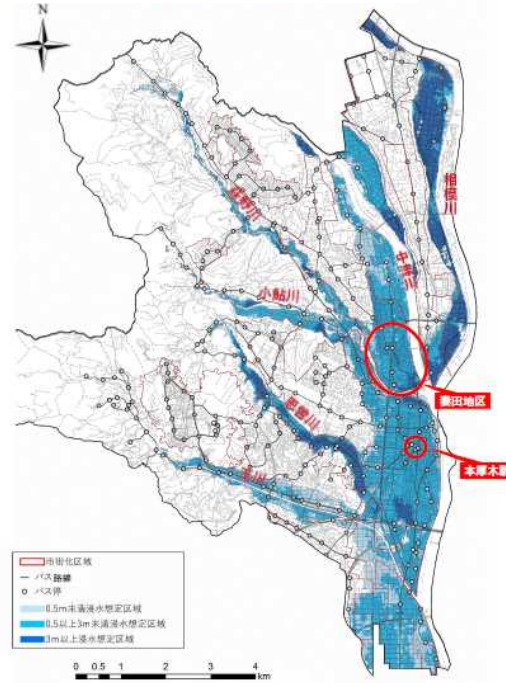 N
相模川
中津川
荻野川
小鮎川
妻田地区
恩曽川
本厚木駅
玉川
市街化区域
バス路線
バス停
0.5m未満浸水想定区域
0.5以上3m未満浸水想定区域
3m以上浸水想定区域
0 0.5 1 2 3 4
km